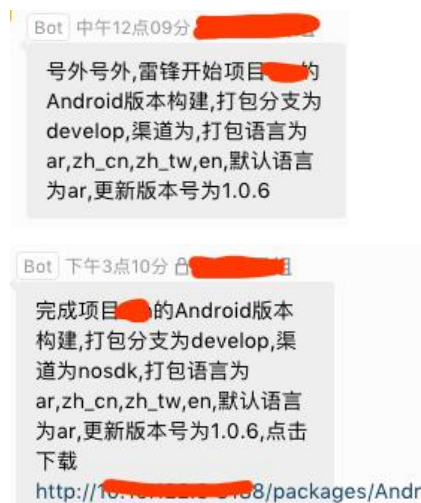 Bot 中午12点09分
号外号外,雷锋开始项目 的
Android版本构建,打包分支为
develop,渠道为,打包语言为
ar,zh_cn,zh_tw,en,默认语言
为ar,更新版本号为1.0.6
Bot 下午3点10分 组
完成项目 的Android版本
构建,打包分支为develop,渠
道为nosdk,打包语言为
ar,zh_cn,zh_tw,en,默认语言
为ar,更新版本号为1.0.6,点击
下载
http://1 8/packages/Andr